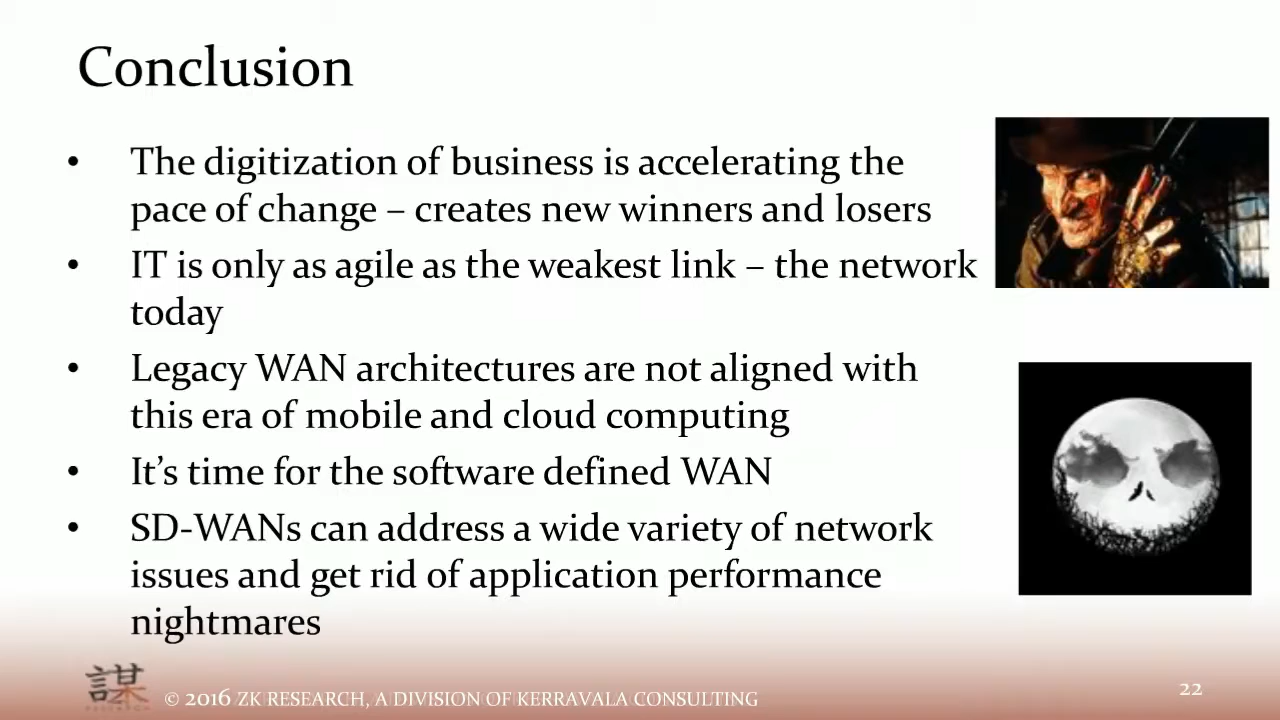 Conclusion
• The digitization of business is accelerating the
pace of change – creates new winners and losers
• IT is only as agile as the weakest link – the network
today
• Legacy WAN architectures are not aligned with
this era of mobile and cloud computing
• It’s time for the software defined WAN
• SD-WANs can address a wide variety of network
issues and get rid of application performance
nightmares
謀
RESEARCH
© 2016 ZK RESEARCH, A DIVISION OF KERRAVALA CONSULTING
22